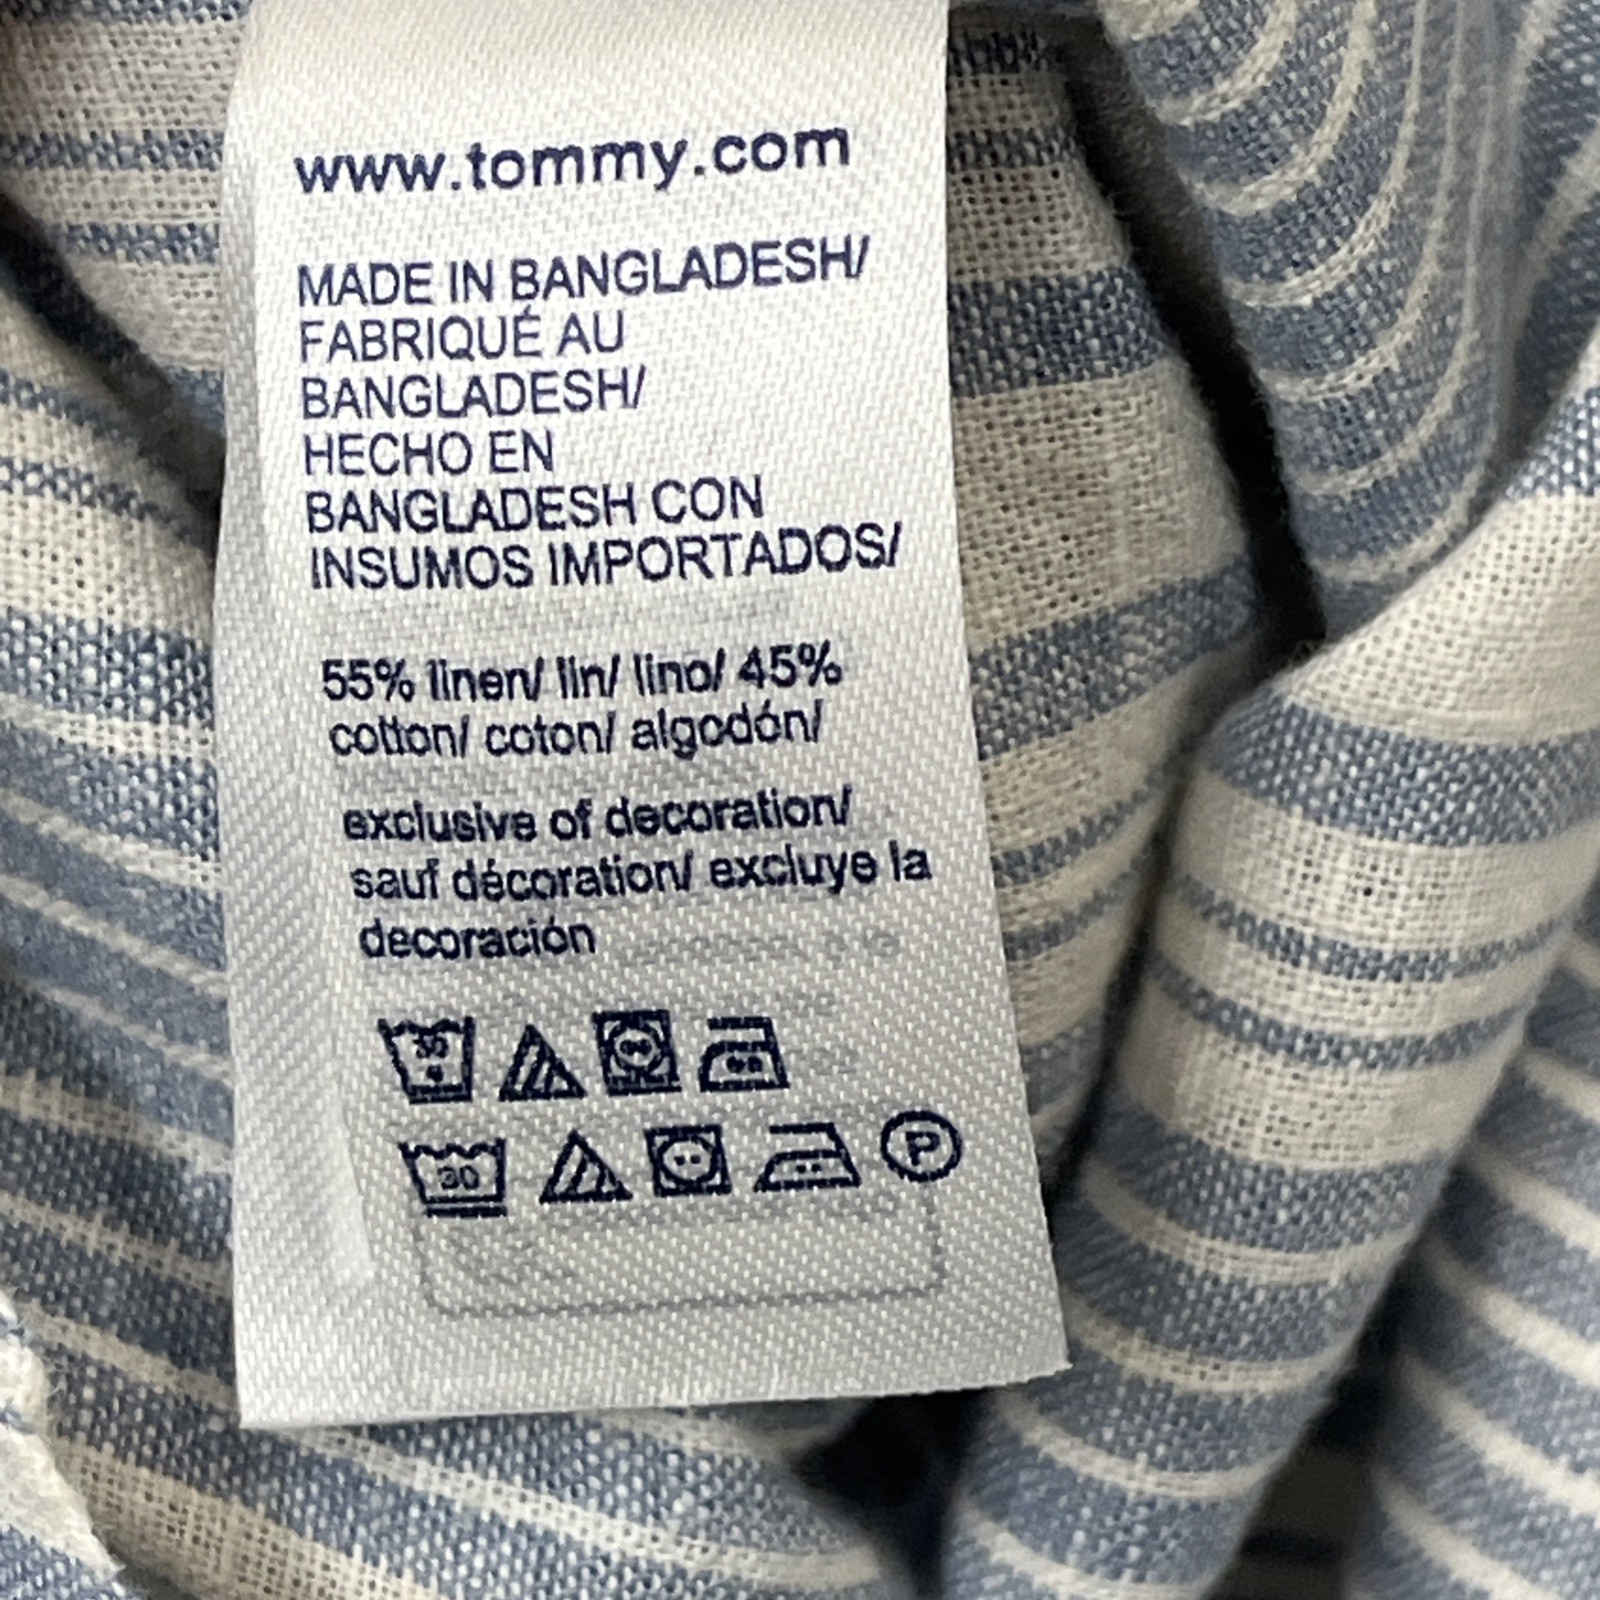 www.tommy.com
MADE IN BANGLADESH/
FABRIQUÉ AU
BANGLADESH/
HECHO EN
BANGLADESH CON
INSUMOS IMPORTADOS/
55% linen/ lin/ lino/ 45%
cotton/ coton/ algodón/
exclusive of decoration/
sauf décoration/ excluye la
decoración
30
30
P